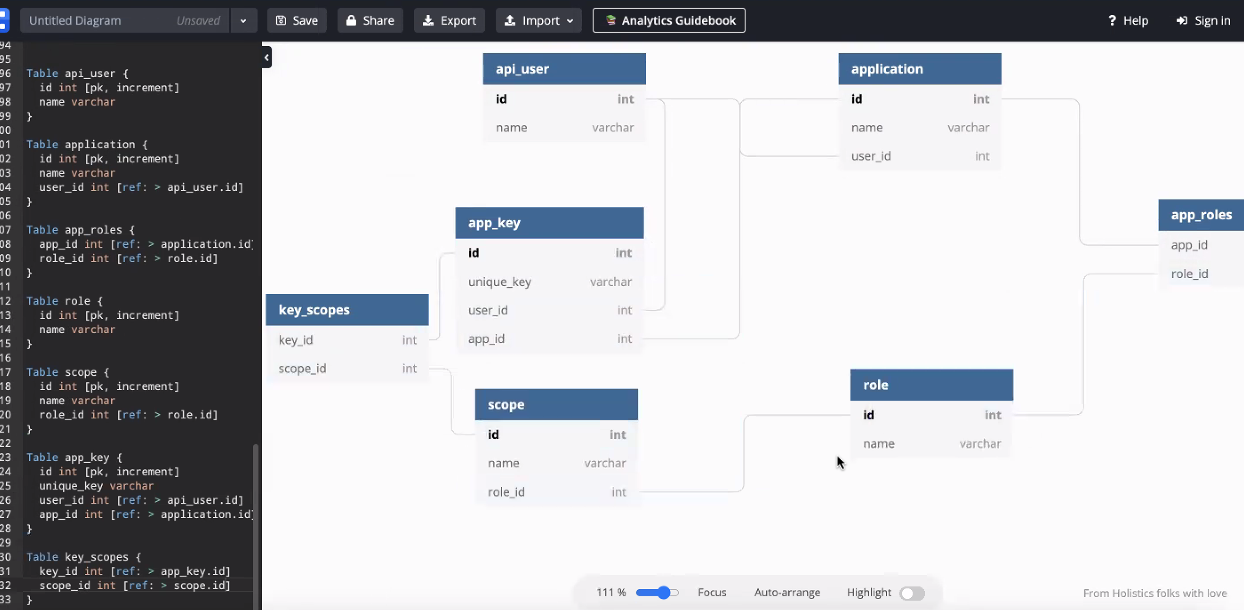 Untitled Diagram Unsaved Save Share Export Import Analytics Guidebook Help Sign in
94
95
96 Table api_user {
97 id int [pk, increment]
98 name varchar
99 }
00
01 Table application {
02 id int [pk, increment]
03 name varchar
04 user_id int [ref: > api_user.id]
05 }
06
07 Table app_roles {
08 app_id int [ref: > application.id]
09 role_id int [ref: > role.id]
10 }
11
12 Table role {
13 id int [pk, increment]
14 name varchar
15 }
16
17 Table scope {
18 id int [pk, increment]
19 name varchar
20 role_id int [ref: > role.id]
21 }
22
23 Table app_key {
24 id int [pk, increment]
25 unique_key varchar
26 user_id int [ref: > api_user.id]
27 app_id int [ref: > application.id]
28 }
29
30 Table key_scopes {
31 key_id int [ref: > app_key.id]
32 scope_id int [ref: > scope.id]
33 }
api_user
id int
name varchar
application
id int
name varchar
user_id int
app_key
id int
unique_key varchar
user_id int
app_id int
app_roles
app_id
role_id
key_scopes
key_id int
scope_id int
scope
id int
name varchar
role_id int
role
id int
name varchar
111 % Focus Auto-arrange Highlight
From Holistics folks with love